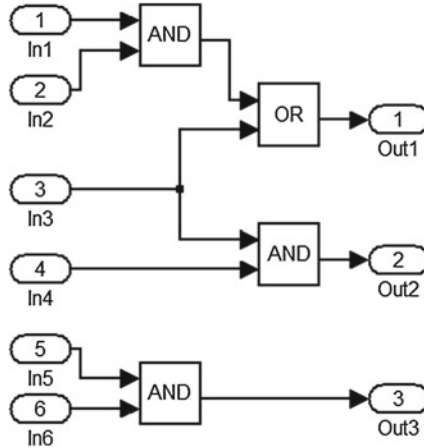 1
AND
In1
2
In2
OR
1
Out1
3
In3
AND
2
Out2
4
In4
5
In5
AND
3
Out3
6
In6